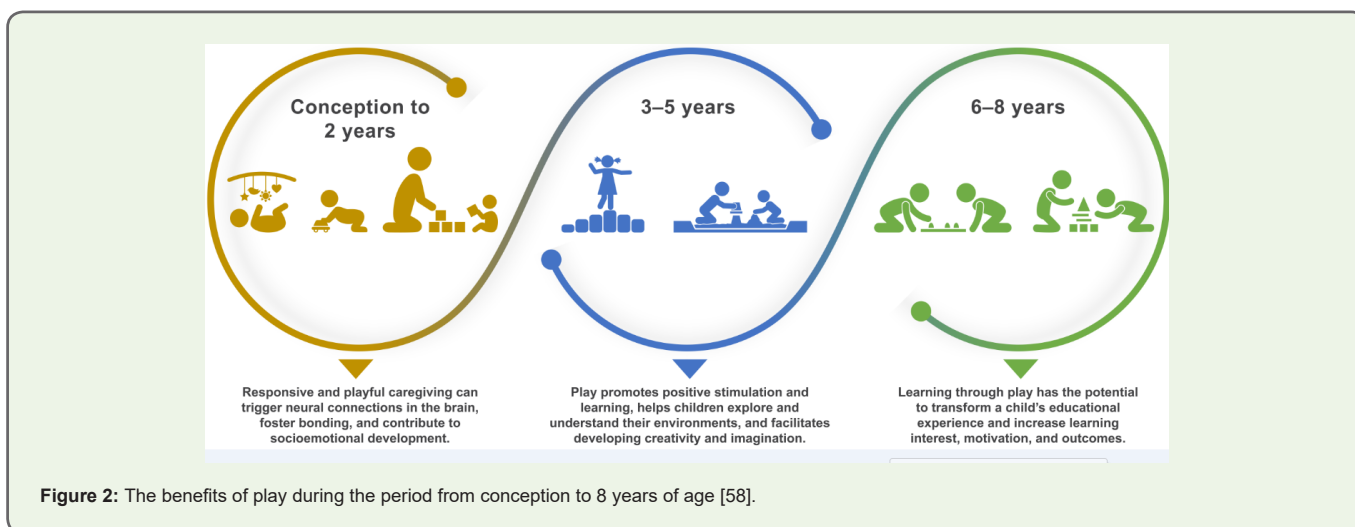 Conception to
2 years
3–5 years
6–8 years
Responsive and playful caregiving can
trigger neural connections in the brain,
foster bonding, and contribute to
socioemotional development.
Play promotes positive stimulation and
learning, helps children explore and
understand their environments, and facilitates
developing creativity and imagination.
Learning through play has the potential
to transform a child's educational
experience and increase learning
interest, motivation, and outcomes.
Figure 2: The benefits of play during the period from conception to 8 years of age [58].